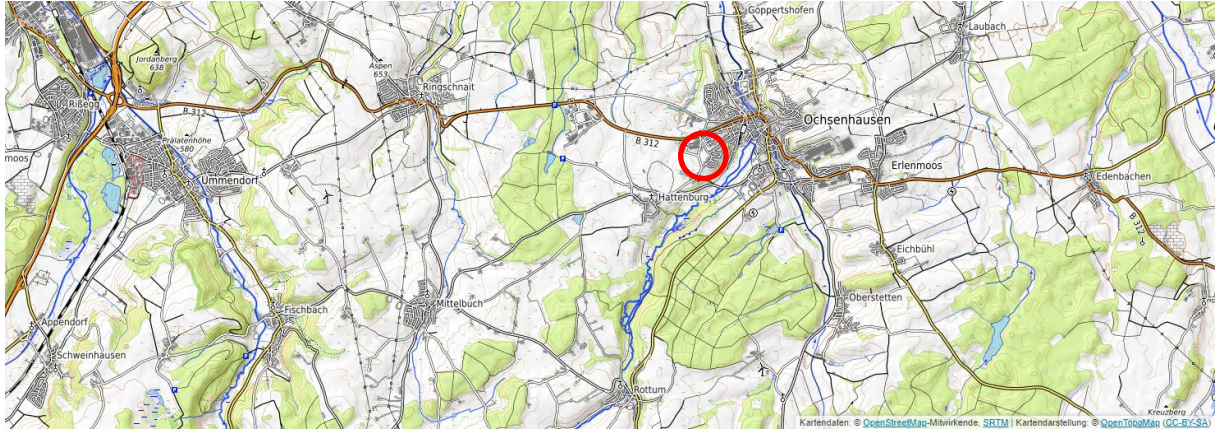 Goppertshofen
Laubach
Jordanberg
638
Aspen
653
Ringschnait
Rißegg
B 312
Ochsenhausen
moos
Prälatenhöhe
580
B 312
Erlenmoos
Ummendorf
Edenbachen
Hattenburg
B 312
Eichbühl
Mittelbuch
Oberstetten
Fischbach
Appendorf
Schweinhausen
Rottum
Kreuzberg
Kartendaten: © OpenStreetMap-Mitwirkende, SRTM | Kartendarstellung: © OpenTopoMap (CC-BY-SA)